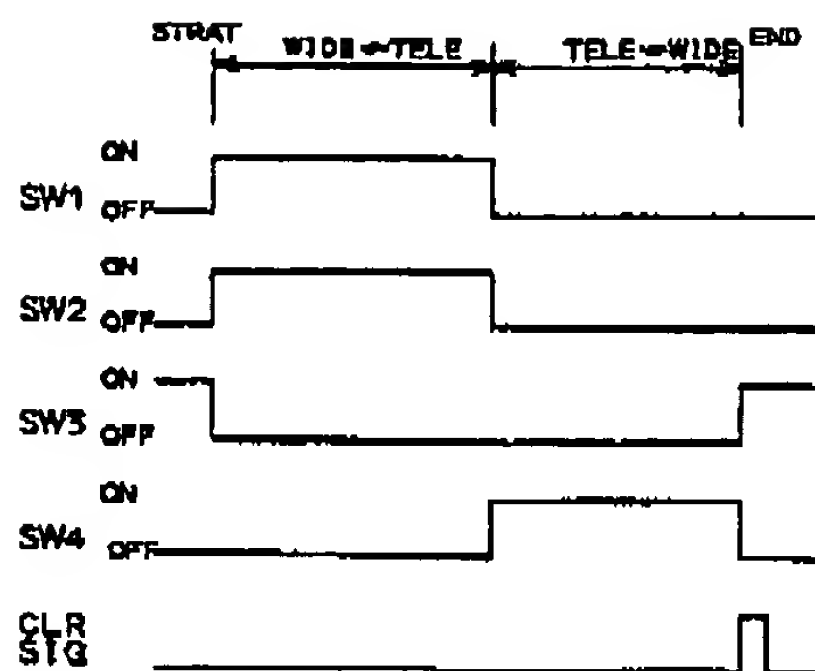 STRAT WIDE→TELE TELE→WIDE END
ON
SW1 OFF
ON
SW2 OFF
ON
SW3 OFF
ON
SW4 OFF
CLR
STG